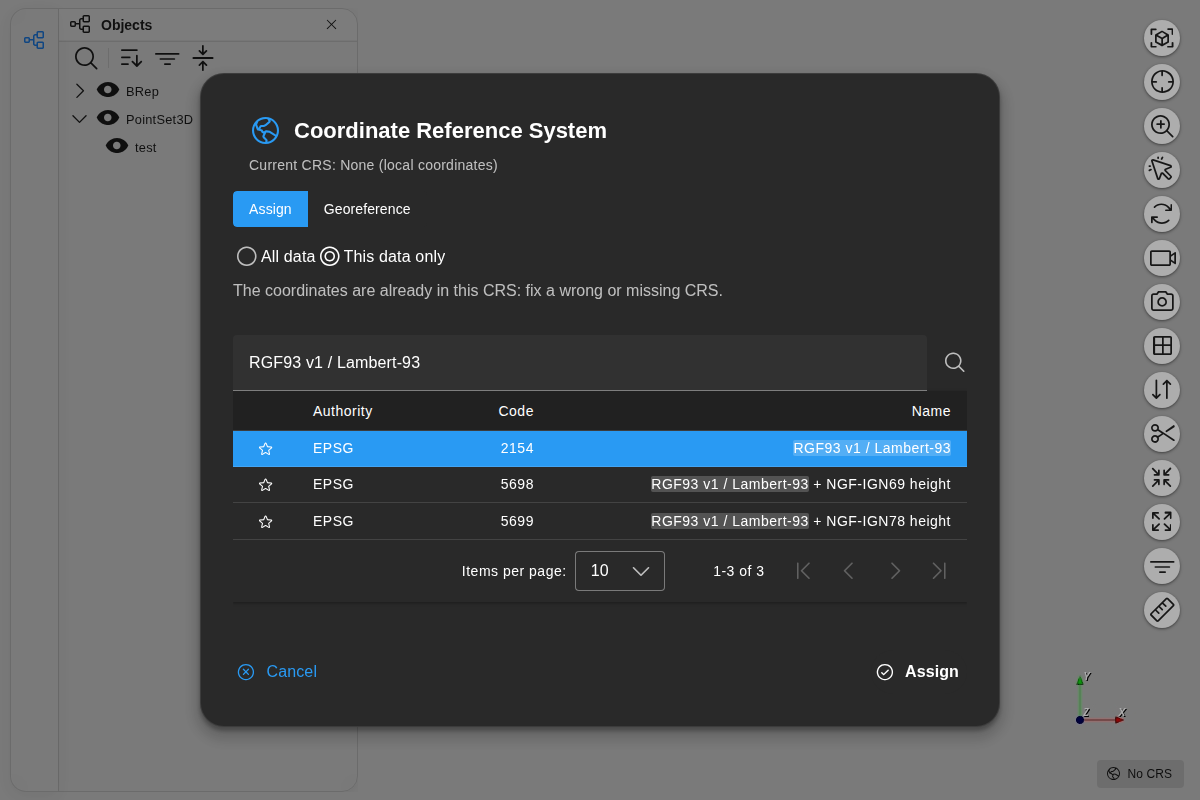 Objects
BRep
PointSet3D
test
Coordinate Reference System
Current CRS: None (local coordinates)
Assign Georeference
All data This data only
The coordinates are already in this CRS: fix a wrong or missing CRS.
RGF93 v1 / Lambert-93
Authority Code Name
EPSG 2154 RGF93 v1 / Lambert-93
EPSG 5698 RGF93 v1 / Lambert-93 + NGF-IGN69 height
EPSG 5699 RGF93 v1 / Lambert-93 + NGF-IGN78 height
Items per page: 10 1-3 of 3
Cancel Assign
Y
Z X
No CRS